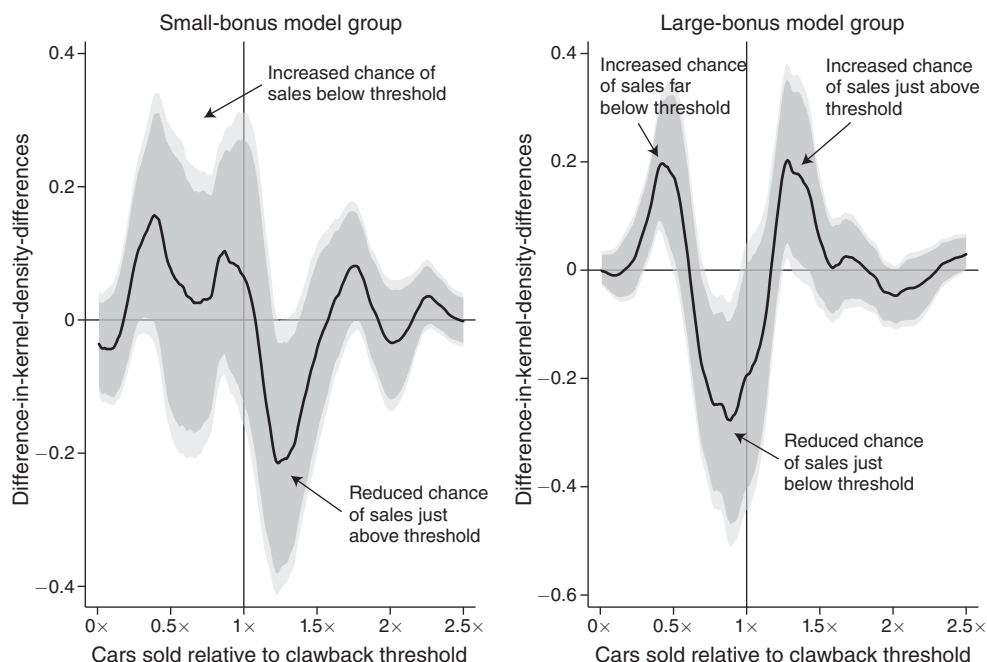 Small-bonus model group
0.4
0.2
0
−0.2
−0.4
Difference-in-kernel-density-differences
Increased chance of
sales below threshold
Reduced chance
of sales just
above threshold
0× 0.5× 1× 1.5× 2× 2.5×
Cars sold relative to clawback threshold
Large-bonus model group
0.4
0.2
0
−0.2
−0.4
−0.6
Difference-in-kernel-density-differences
Increased chance
of sales far
below threshold
Increased chance
of sales just above
threshold
Reduced chance
of sales just
below threshold
0× 0.5× 1× 1.5× 2× 2.5×
Cars sold relative to clawback threshold